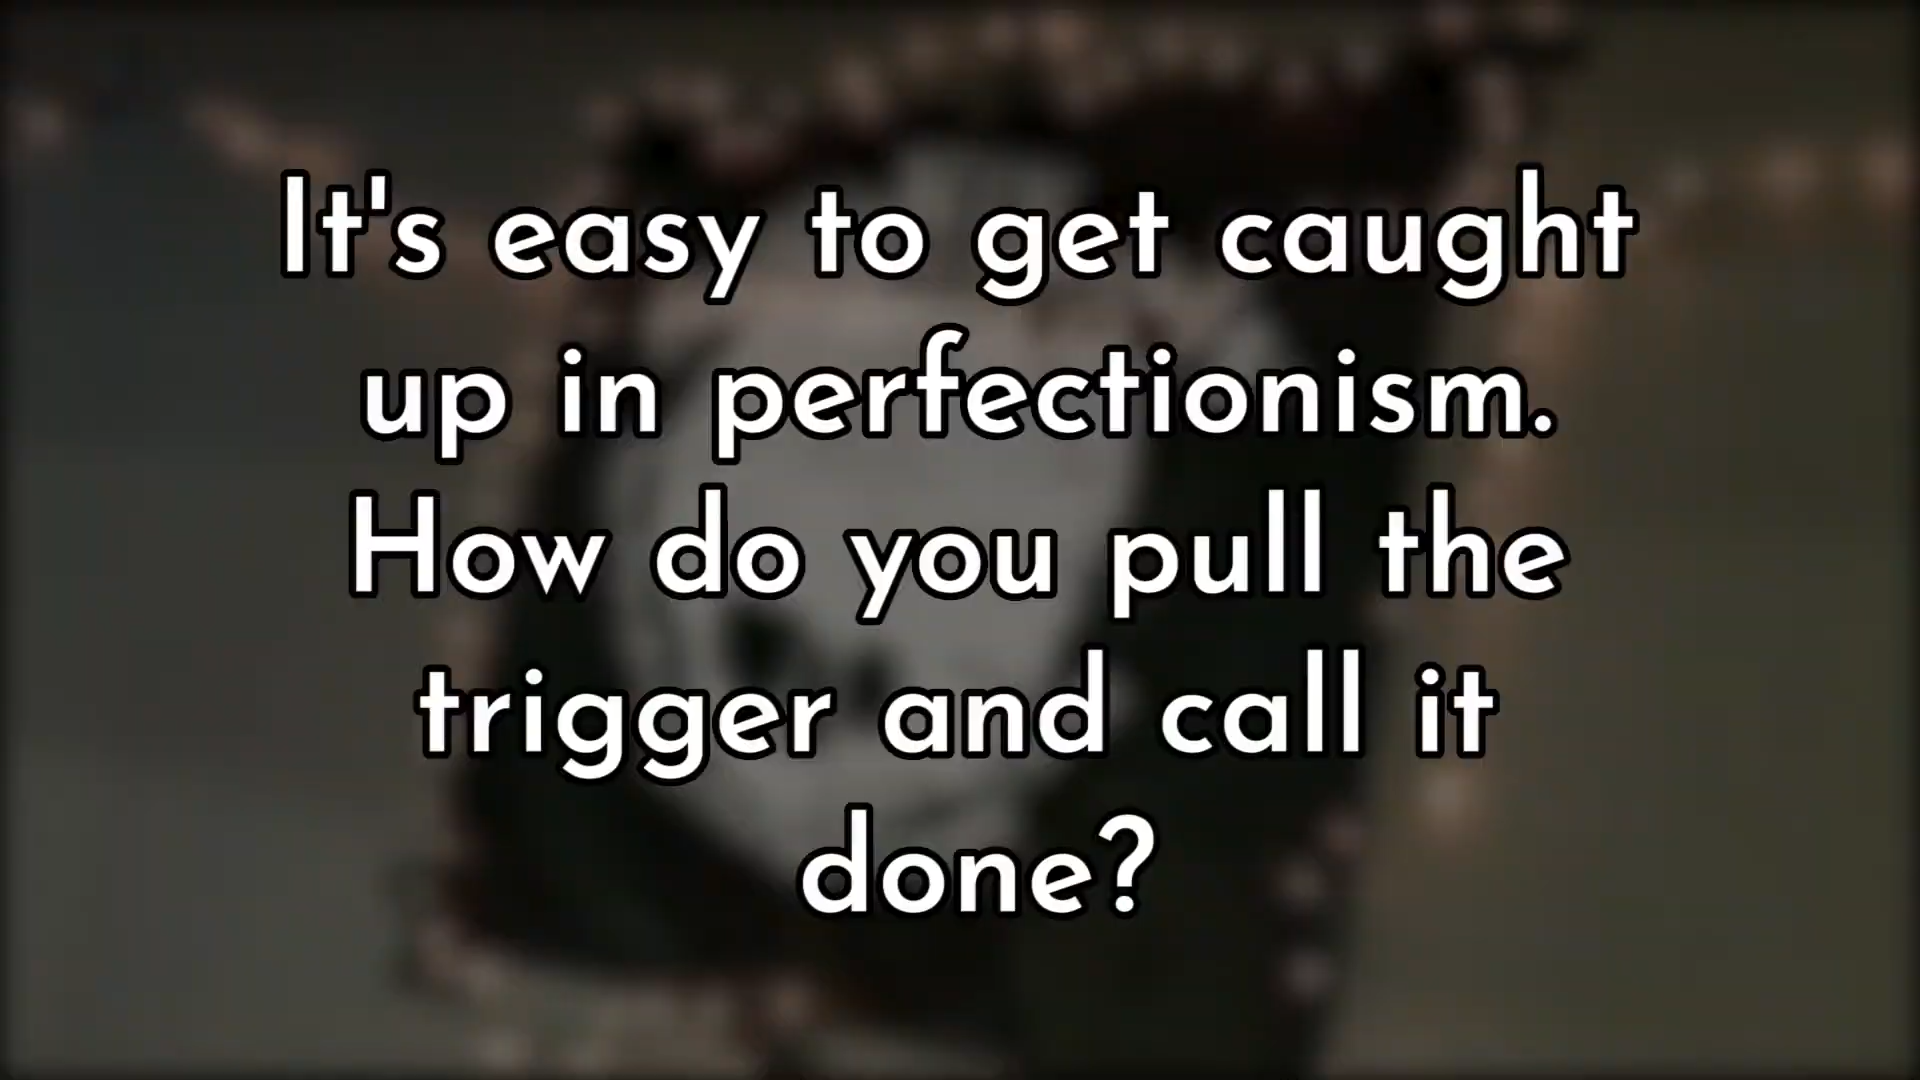 It's easy to get caught
up in perfectionism.
How do you pull the
trigger and call it
done?